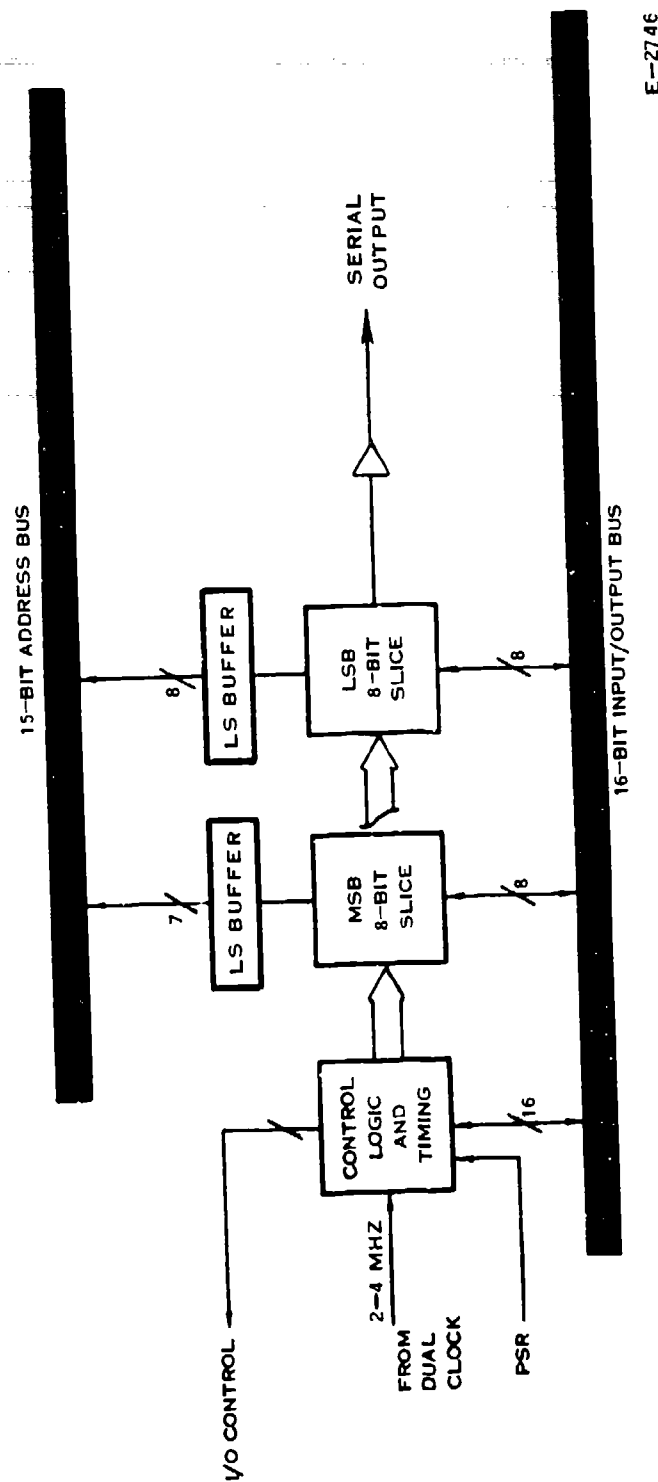 15-BIT ADDRESS BUS
I/O CONTROL
7
8
LS BUFFER
LS BUFFER
CONTROL
LOGIC
AND
TIMING
MSB
8-BIT
SLICE
LSB
8-BIT
SLICE
SERIAL
OUTPUT
2-4 MHZ
FROM
DUAL
CLOCK
PSR
16
8
8
16-BIT INPUT/OUTPUT BUS
E-2746